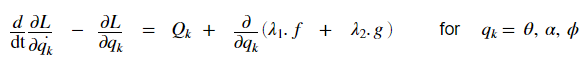 d/dt ∂L/∂q̇ₖ − ∂L/∂qₖ = Qₖ + ∂/∂qₖ (λ₁. f + λ₂. g ) for qₖ = θ, α, ϕ